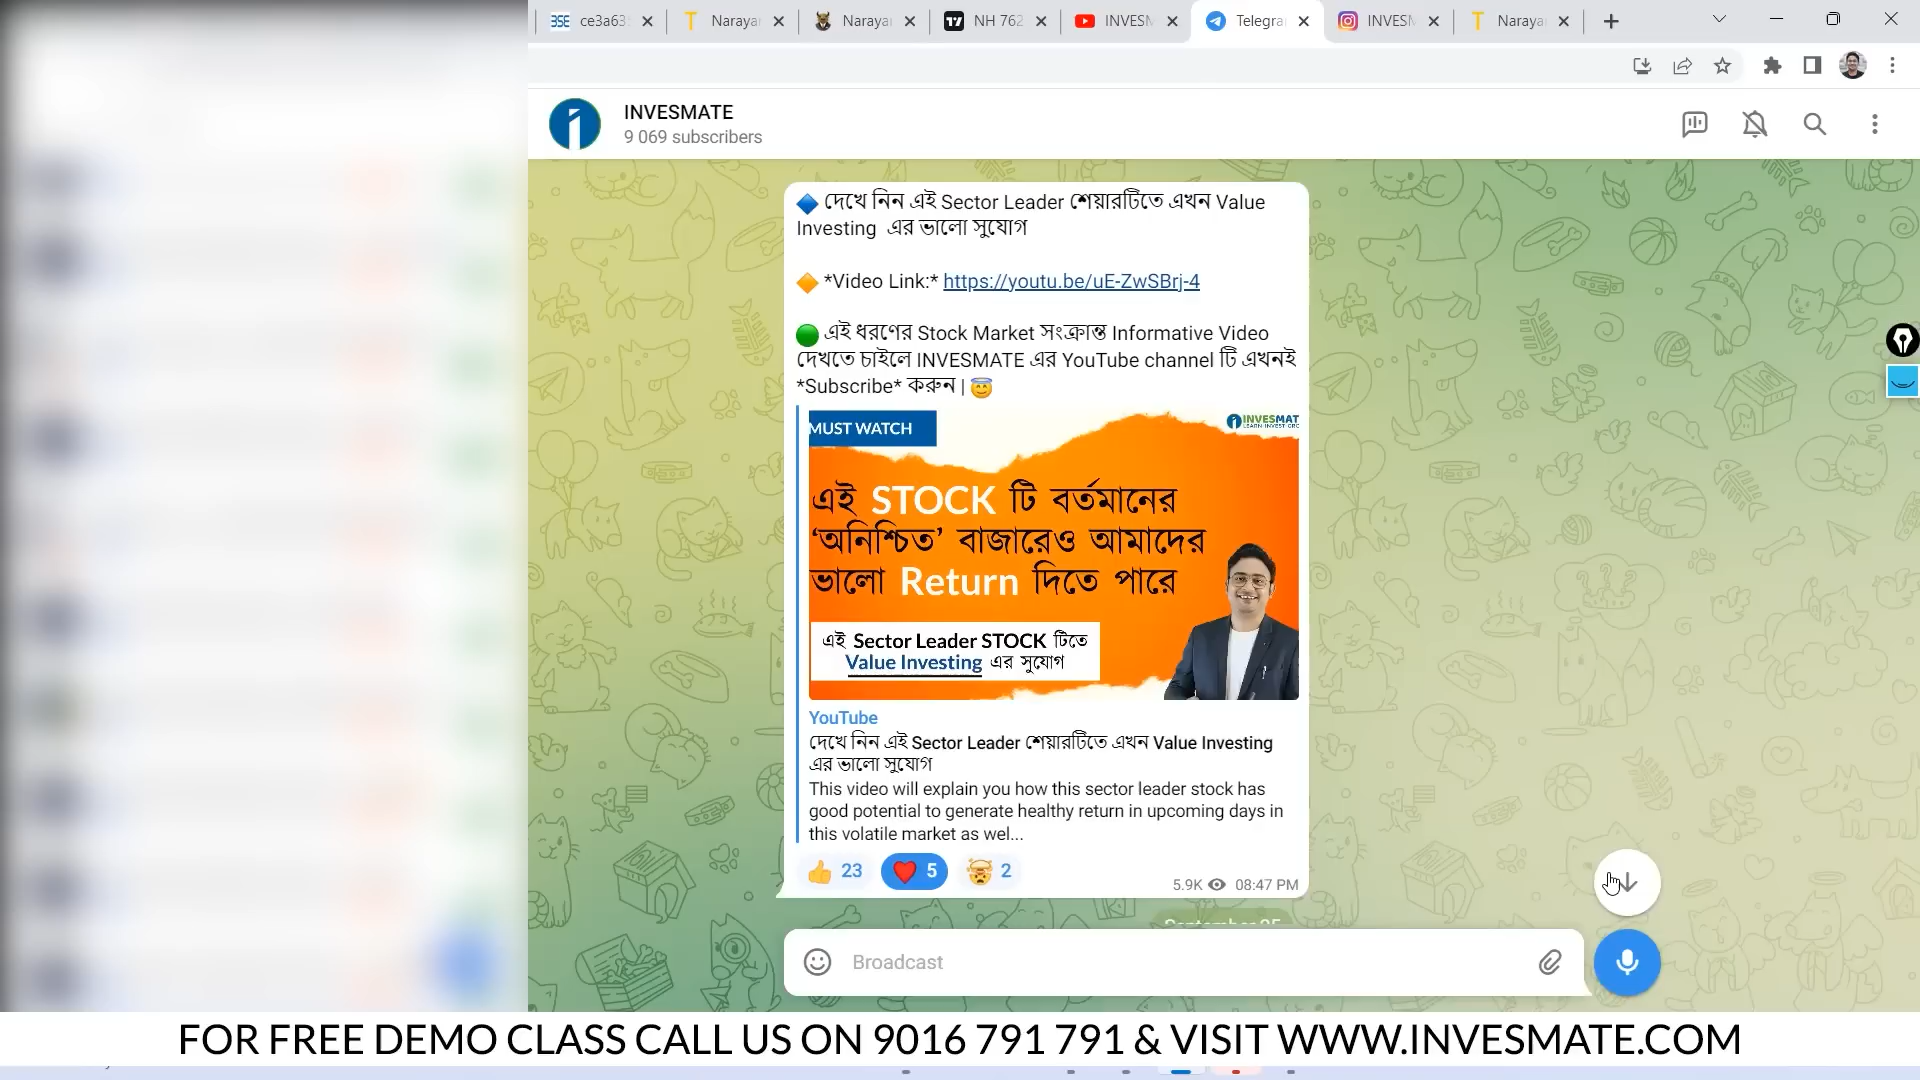 ce3a63
Naraya
Naraya
NH 762
INVESM
Telegra
INVESM
Naraya
INVESMATE
9 069 subscribers
🔷 দেখে নিন এই Sector Leader শেয়ারটিতে এখন Value
Investing এর ভালো সুযোগ
🔶 *Video Link:* https://youtu.be/uE-ZwSBrj-4
🟢 এই ধরণের Stock Market সংক্রান্ত Informative Video
দেখতে চাইলে INVESMATE এর YouTube channel টি এখনই
*Subscribe* করুন | 😇
MUST WATCH
INVESMAT
এই STOCK টি বর্তমানের
‘অনিশ্চিত’ বাজারেও আমাদের
ভালো Return দিতে পারে
এই Sector Leader STOCK টিতে
Value Investing এর সুযোগ
YouTube
দেখে নিন এই Sector Leader শেয়ারটিতে এখন Value Investing
এর ভালো সুযোগ
This video will explain you how this sector leader stock has
good potential to generate healthy return in upcoming days in
this volatile market as wel...
👍 23 ❤️ 5 🤯 2
5.9K 08:47 PM
Broadcast
FOR FREE DEMO CLASS CALL US ON 9016 791 791 & VISIT WWW.INVESMATE.COM